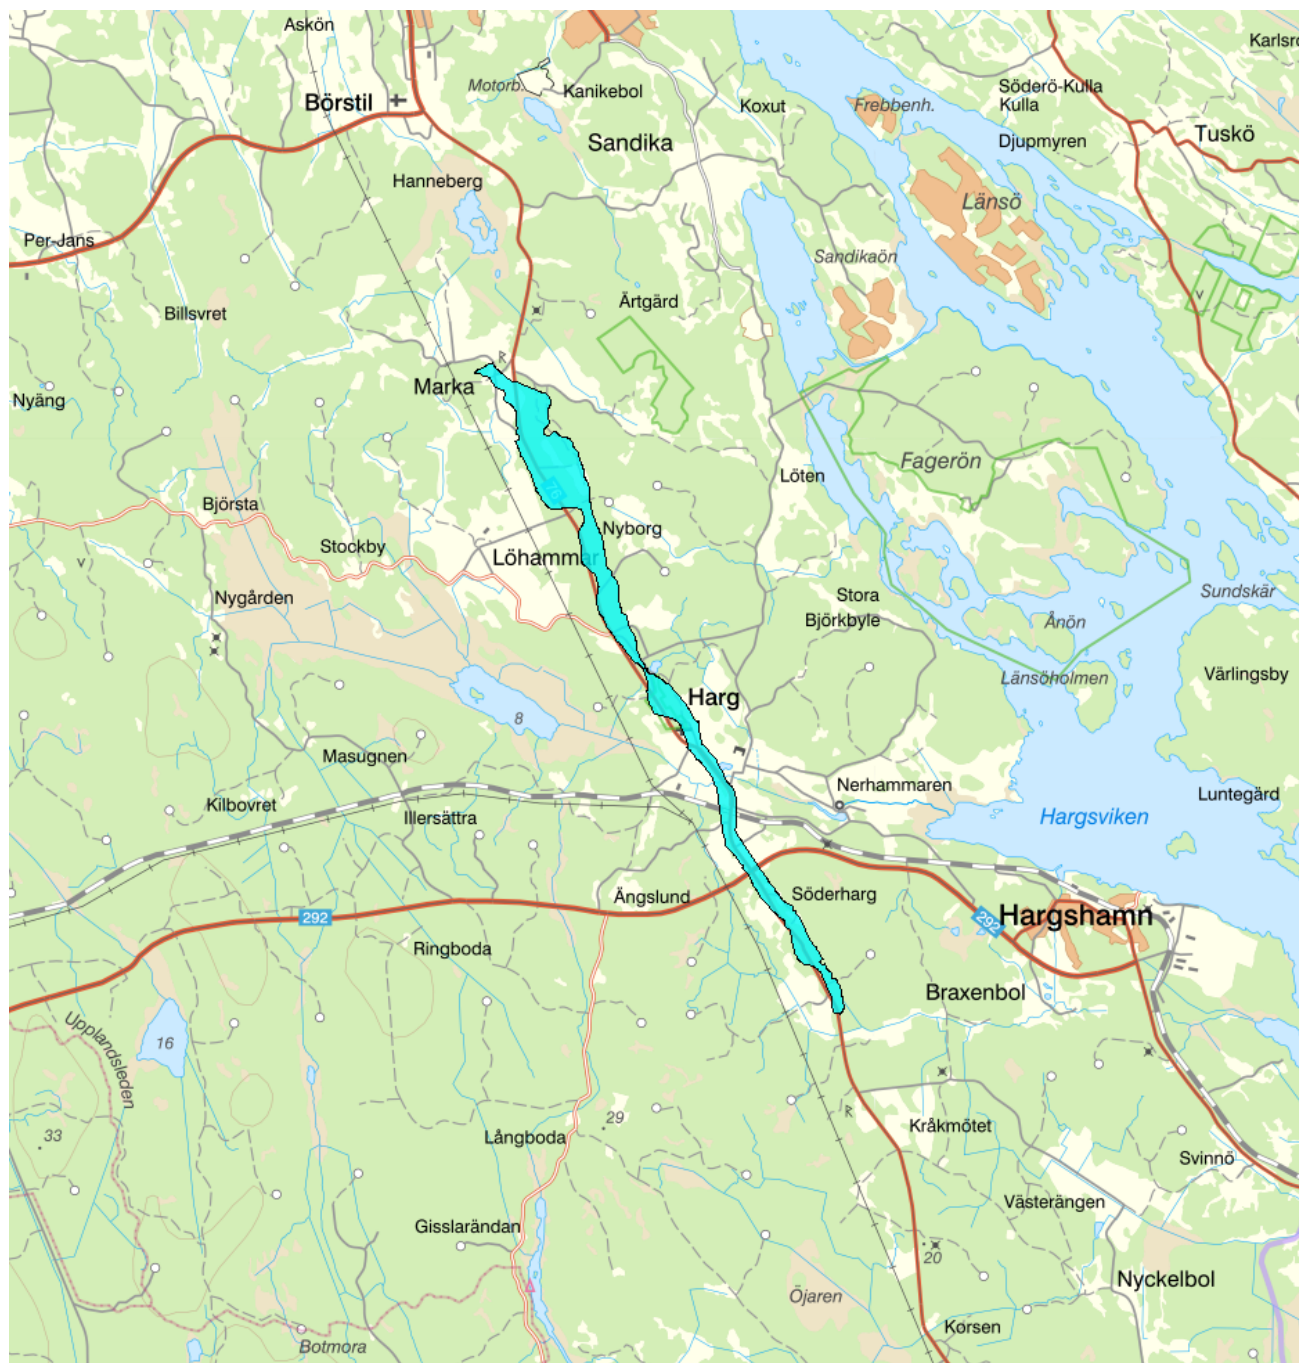 Askön
Karlsr
Motorb.
Kanikebol
Söderö-Kulla
Kulla
Börstil
Koxut
Frebbenh.
Sandika
Djupmyren
Tuskö
Hanneberg
Länsö
Per-Jans
Sandikaön
Ärtgärd
Billsvret
Marka
Nyäng
Fagerön
Löten
76
Björsta
Nyborg
Stockby
Löhammar
Nygården
Stora
Björkbyle
Sundskär
Ånön
Länsöholmen
Värlingsby
Harg
8
Masugnen
Nerhammaren
Luntegärd
Kilbovret
Illersättra
Hargsviken
Ängslund
Söderharg
292
292
Hargshamn
Ringboda
Braxenbol
Upplandsleden
16
29
Kråkmötet
33
Långboda
Svinnö
Västerängen
Gisslarändan
20
Nyckelbol
Öjaren
Korsen
Botmora